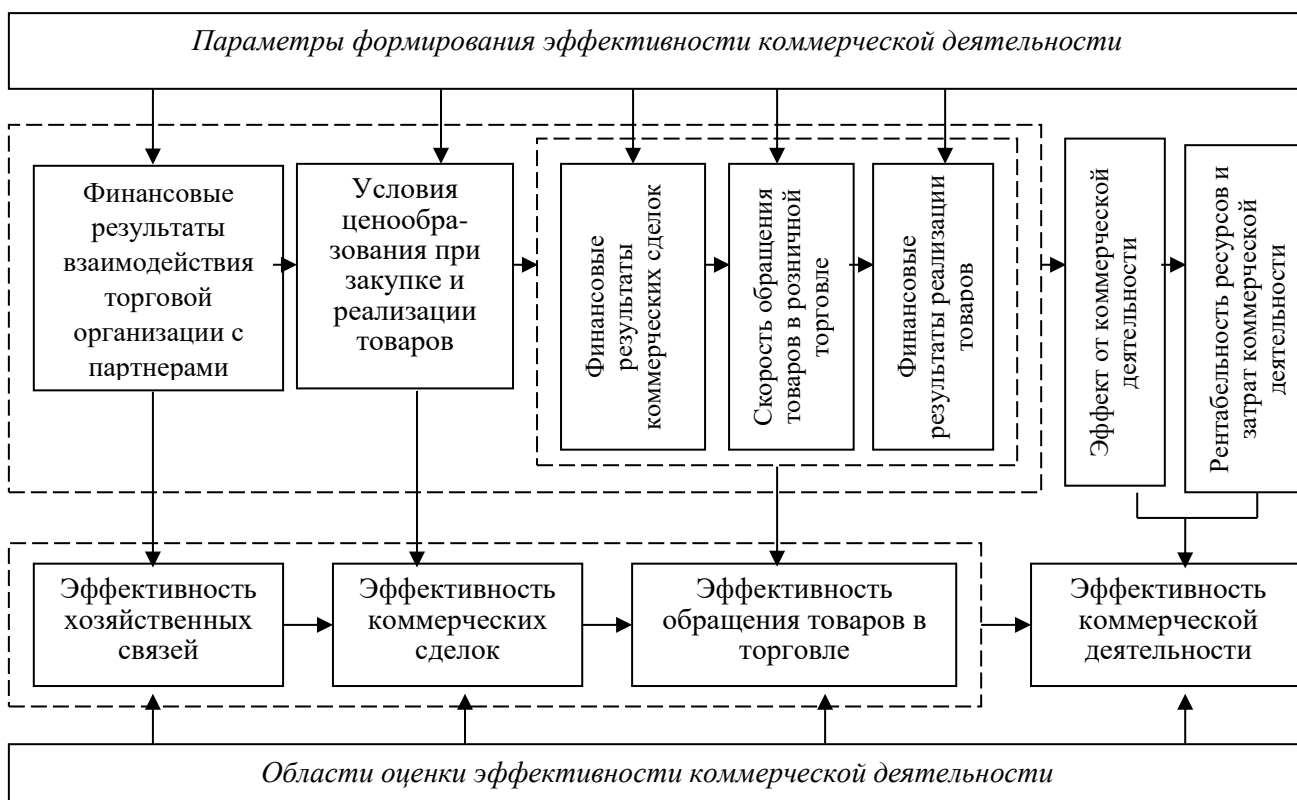 Параметры формирования эффективности коммерческой деятельности
Финансовые
результаты
взаимодействия
торговой
организации с
партнерами
Условия
ценообра-
зования при
закупке и
реализации
товаров
Финансовые
результаты
коммерческих сделок
Скорость обращения
товаров в розничной
торговле
Финансовые
результаты реализации
товаров
Эффект от коммерческой
деятельности
Рентабельность ресурсов и
затрат коммерческой
деятельности
Эффективность
хозяйственных
связей
Эффективность
коммерческих
сделок
Эффективность
обращения товаров в
торговле
Эффективность
коммерческой
деятельности
Области оценки эффективности коммерческой деятельности